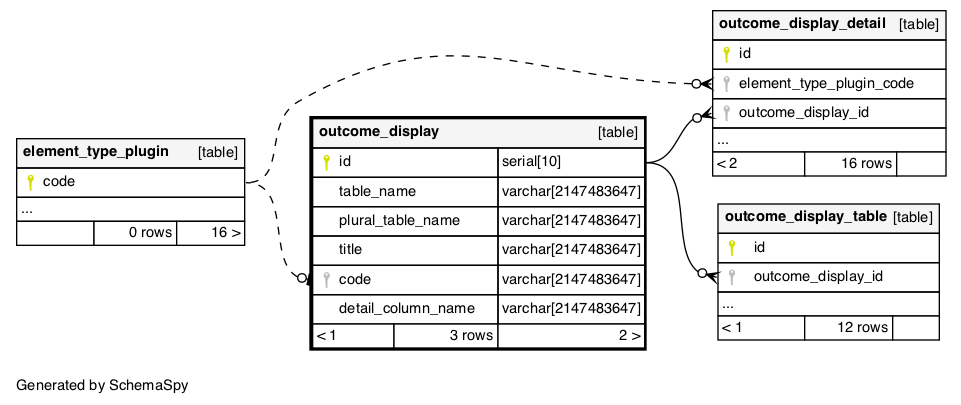 outcome_display_detail [table]
id
element_type_plugin_code
outcome_display_id
...
< 2 16 rows
outcome_display [table]
id serial[10]
table_name varchar[2147483647]
plural_table_name varchar[2147483647]
title varchar[2147483647]
code varchar[2147483647]
detail_column_name varchar[2147483647]
< 1 3 rows 2 >
element_type_plugin [table]
code
...
0 rows 16 >
outcome_display_table [table]
id
outcome_display_id
...
< 1 12 rows
Generated by SchemaSpy